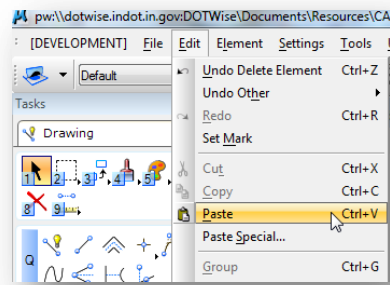 pw:\\dotwise.indot.in.gov:DOTWise\Documents\Resources\CA
[DEVELOPMENT] File Edit Element Settings Tools
Default
Undo Delete Element Ctrl+Z
Undo Other
Redo Ctrl+R
Set Mark
Cut Ctrl+X
Copy Ctrl+C
Paste Ctrl+V
Paste Special...
Group Ctrl+G
Tasks
Drawing
1 2 3 4 5
8 9
Q